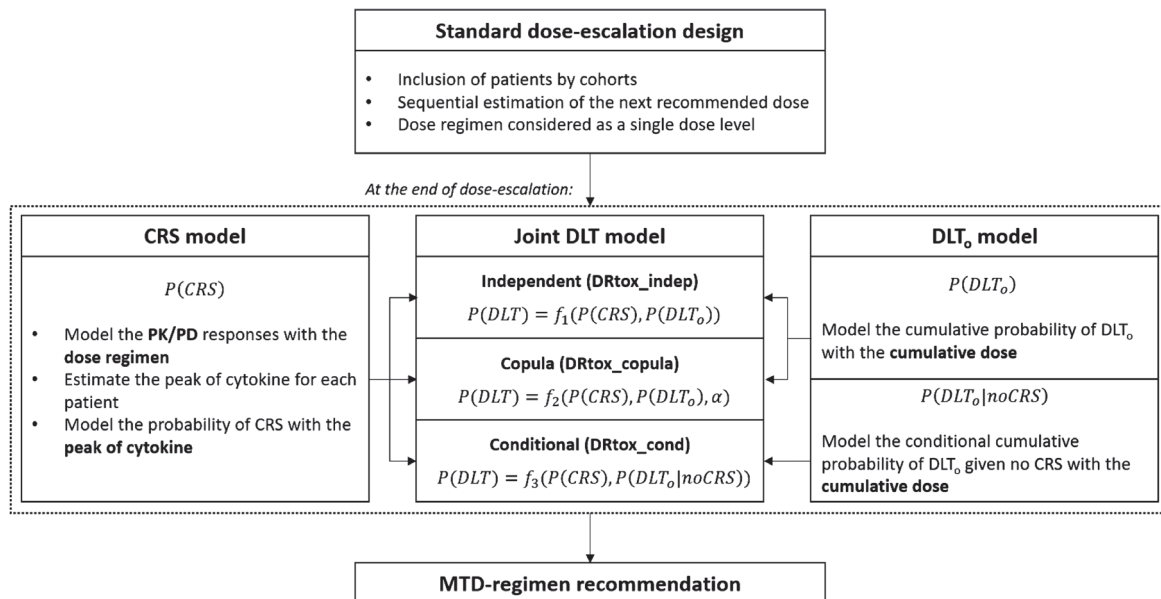 Standard dose-escalation design
• Inclusion of patients by cohorts
• Sequential estimation of the next recommended dose
• Dose regimen considered as a single dose level
At the end of dose-escalation:
CRS model
P(CRS)
• Model the PK/PD responses with the
dose regimen
• Estimate the peak of cytokine for each
patient
• Model the probability of CRS with the
peak of cytokine
Joint DLT model
Independent (DRtox_indep)
P(DLT) = f₁(P(CRS), P(DLTₒ))
Copula (DRtox_copula)
P(DLT) = f₂(P(CRS), P(DLTₒ), α)
Conditional (DRtox_cond)
P(DLT) = f₃(P(CRS), P(DLTₒ|noCRS))
DLTₒ model
P(DLTₒ)
Model the cumulative probability of DLTₒ
with the cumulative dose
P(DLTₒ|noCRS)
Model the conditional cumulative
probability of DLTₒ given no CRS with the
cumulative dose
MTD-regimen recommendation